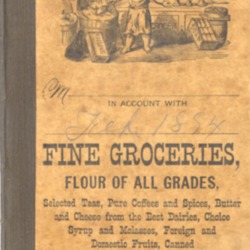 M
IN ACCOUNT WITH
Feb 1884
FINE GROCERIES,
FLOUR OF ALL GRADES,
Selected Teas, Pure Coffees and Spices, Butter
and Cheese from the Best Dairies, Choice
Syrup and Molasses, Foreign and
Domestic Fruits, Canned